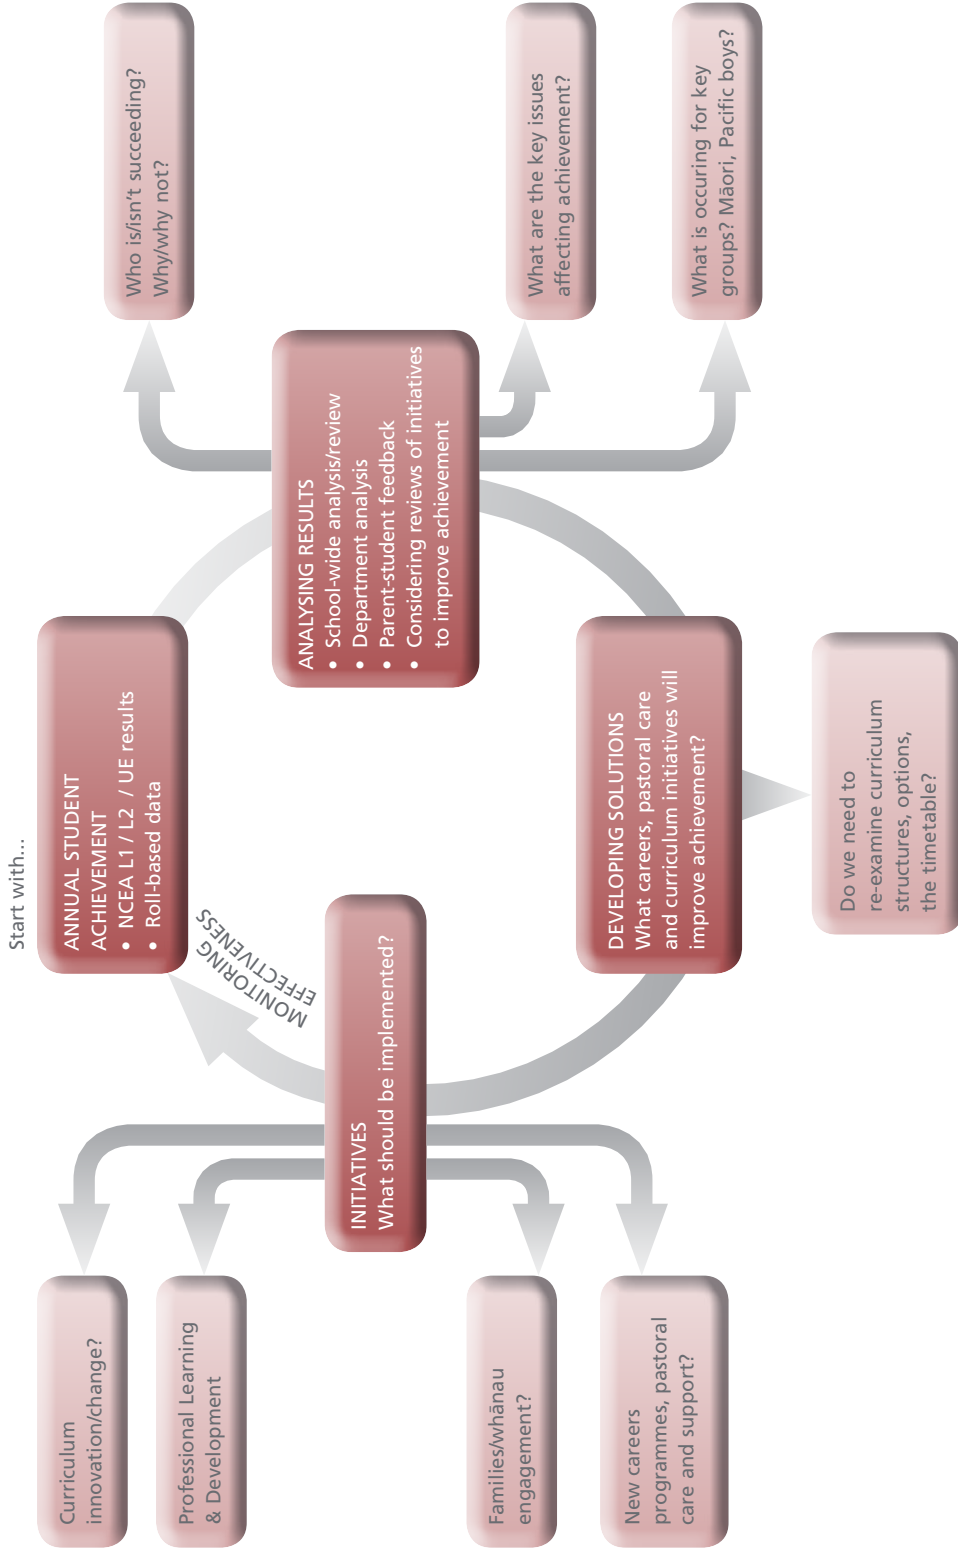 Start with...
ANNUAL STUDENT
ACHIEVEMENT
• NCEA L1 / L2 / UE results
• Roll-based data
ANALYSING RESULTS
• School-wide analysis/review
• Department analysis
• Parent-student feedback
• Considering reviews of initiatives
to improve achievement
Who is/isn't succeeding?
Why/why not?
What are the key issues
affecting achievement?
What is occuring for key
groups? Māori, Pacific boys?
DEVELOPING SOLUTIONS
What careers, pastoral care
and curriculum initiatives will
improve achievement?
Do we need to
re-examine curriculum
structures, options,
the timetable?
INITIATIVES
What should be implemented?
Curriculum
innovation/change?
Professional Learning
& Development
Families/whānau
engagement?
New careers
programmes, pastoral
care and support?
MONITORING
EFFECTIVENESS